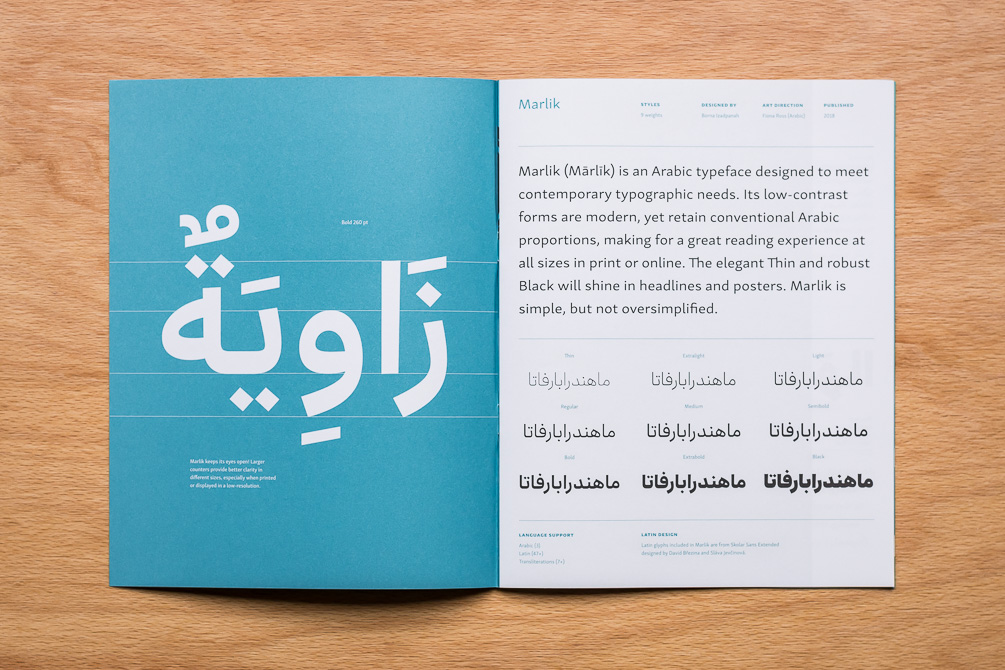 Bold 260 pt
زَاوِيَةٌ
Marlik keeps its eyes open! Larger
counters provide better clarity in
different sizes, especially when printed
or displayed in a low-resolution.
Marlik
STYLES DESIGNED BY ART DIRECTION PUBLISHED
9 weights Borna Izadpanah Fiona Ross (Arabic) 2018
Marlik (Mārlīk) is an Arabic typeface designed to meet
contemporary typographic needs. Its low-contrast
forms are modern, yet retain conventional Arabic
proportions, making for a great reading experience at
all sizes in print or online. The elegant Thin and robust
Black will shine in headlines and posters. Marlik is
simple, but not oversimplified.
Thin Extralight Light
ماهندرابارفاتا ماهندرابارفاتا ماهندرابارفاتا
Regular Medium Semibold
ماهندرابارفاتا ماهندرابارفاتا ماهندرابارفاتا
Bold Extrabold Black
ماهندرابارفاتا ماهندرابارفاتا ماهندرابارفاتا
LANGUAGE SUPPORT
Arabic
Latin
Transliterations (7+)
LATIN DESIGN
Latin glyphs included in Marlik are from Skolar Sans Extended
designed by David Březina and Sláva Jevčinová